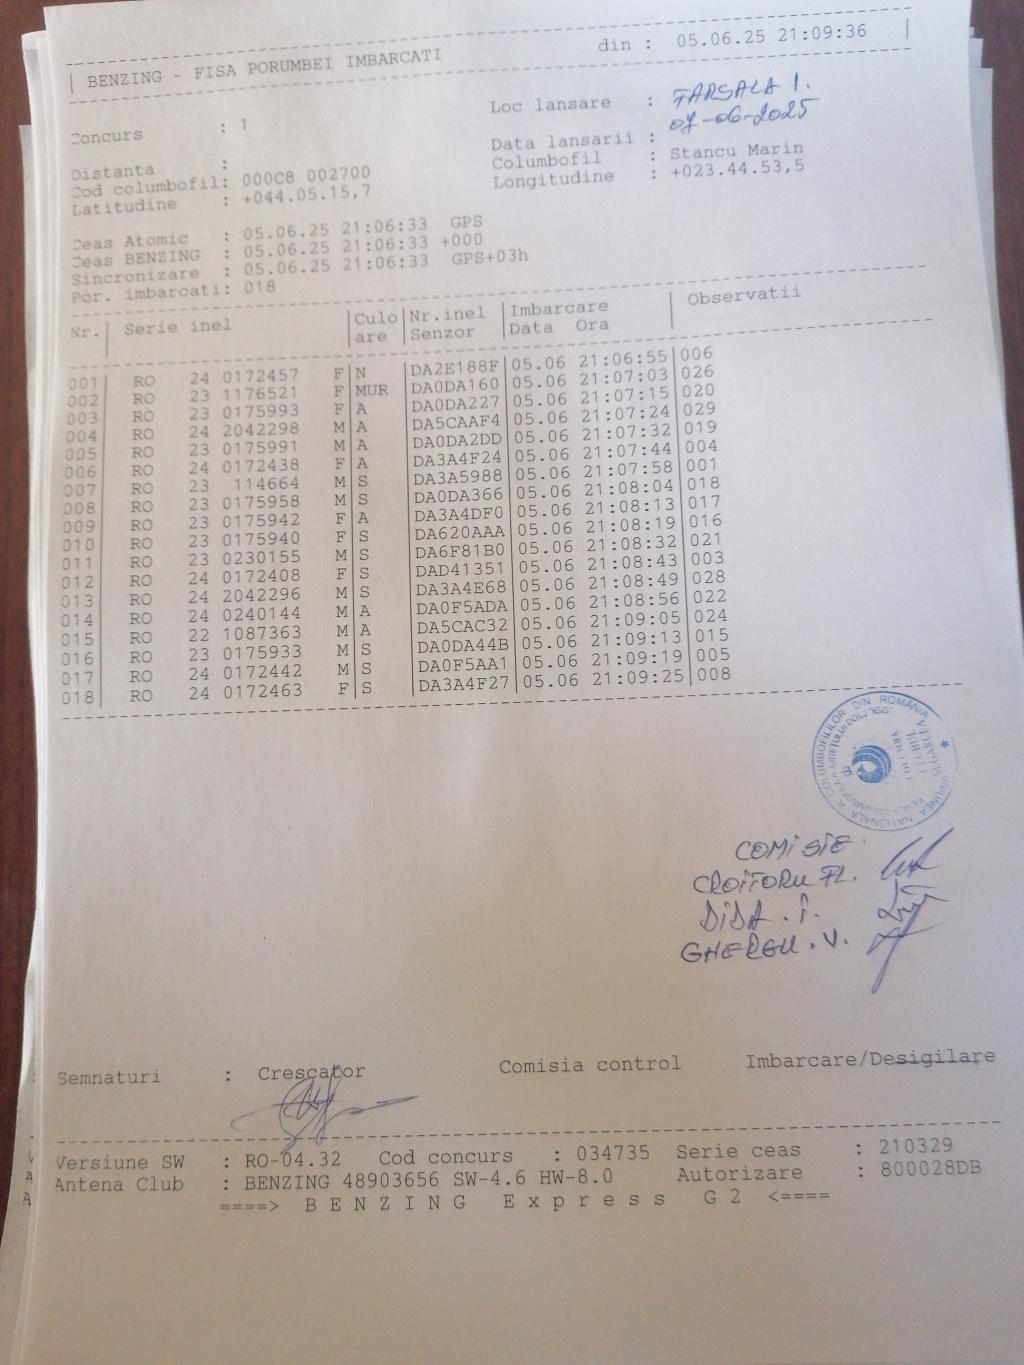 BENZING - FISA PORUMBEI IMBARCATI din : 05.06.25 21:09:36
Concurs : 1 Loc lansare : FARSALA 1.
Data lansarii : 07-06-2025
Distanta : Columbofil : Stancu Marin
Cod columbofil: 000C8 002700 Longitudine : +023.44.53,5
Latitudine : +044.05.15,7
Ceas Atomic : 05.06.25 21:06:33 GPS
Ceas BENZING : 05.06.25 21:06:33 +000
Sincronizare : 05.06.25 21:06:33 GPS+03h
Por. imbarcati: 018
Nr. Serie inel Culo Nr.inel Imbarcare Observatii
are Senzor Data Ora
001 RO 24 0172457 F N DA2E188F 05.06 21:06:55 006
002 RO 23 1176521 F MUR DA0DA160 05.06 21:07:03 026
003 RO 23 0175993 F A DA0DA227 05.06 21:07:15 020
004 RO 24 2042298 M A DA5CAAF4 05.06 21:07:24 029
005 RO 23 0175991 M A DA0DA2DD 05.06 21:07:32 019
006 RO 24 0172438 F A DA3A4F24 05.06 21:07:44 004
007 RO 23 114664 M S DA3A5988 05.06 21:07:58 001
008 RO 23 0175958 M S DA0DA366 05.06 21:08:04 018
009 RO 23 0175942 F A DA3A4DF0 05.06 21:08:13 017
010 RO 23 0175940 F S DA620AAA 05.06 21:08:19 016
011 RO 23 0230155 M S DA6F81B0 05.06 21:08:32 021
012 RO 24 0172408 F S DAD41351 05.06 21:08:43 003
013 RO 24 2042296 M S DA3A4E68 05.06 21:08:49 028
014 RO 24 0240144 M A DA0F5ADA 05.06 21:08:56 022
015 RO 22 1087363 M A DA5CAC32 05.06 21:09:05 024
016 RO 23 0175933 M S DA0DA44B 05.06 21:09:13 015
017 RO 24 0172442 M S DA0F5AA1 05.06 21:09:19 005
018 RO 24 0172463 F S DA3A4F27 05.06 21:09:25 008
UNIUNEA NATIONALA A COLUMBOFILILOR DIN ROMÂNIA
CLUBUL
COLUMBA
SEGARCEA
COMISIE
CROITORU FL.
DIDA . I.
GHERGU . V.
Semnaturi : Crescator Comisia control Imbarcare/Desigilare
Versiune SW : RO-04.32 Cod concurs : 034735 Serie ceas : 210329
Antena Club : BENZING 48903656 SW-4.6 HW-8.0 Autorizare : 800028DB
====> B E N Z I N G E x p r e s s G 2 <====